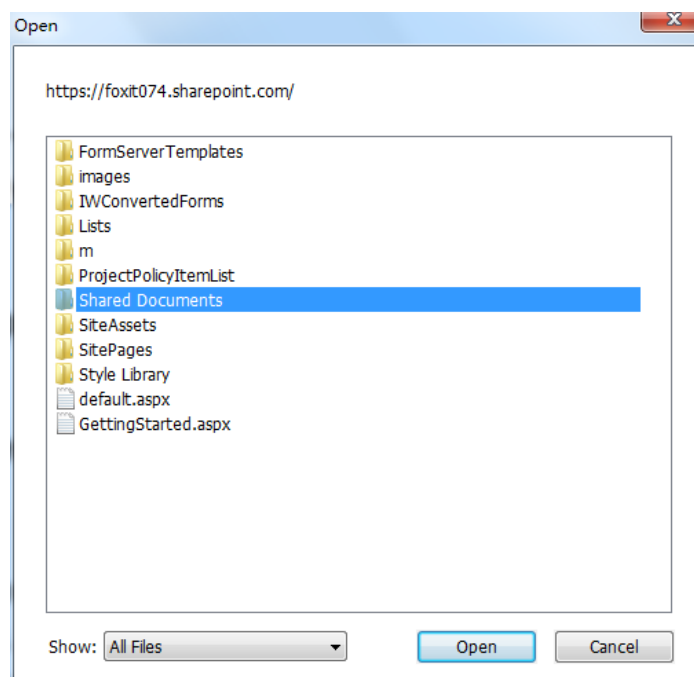 Open
https://foxit074.sharepoint.com/
FormServerTemplates
images
IWConvertedForms
Lists
m
ProjectPolicyItemList
Shared Documents
SiteAssets
SitePages
Style Library
default.aspx
GettingStarted.aspx
Show: All Files Open Cancel